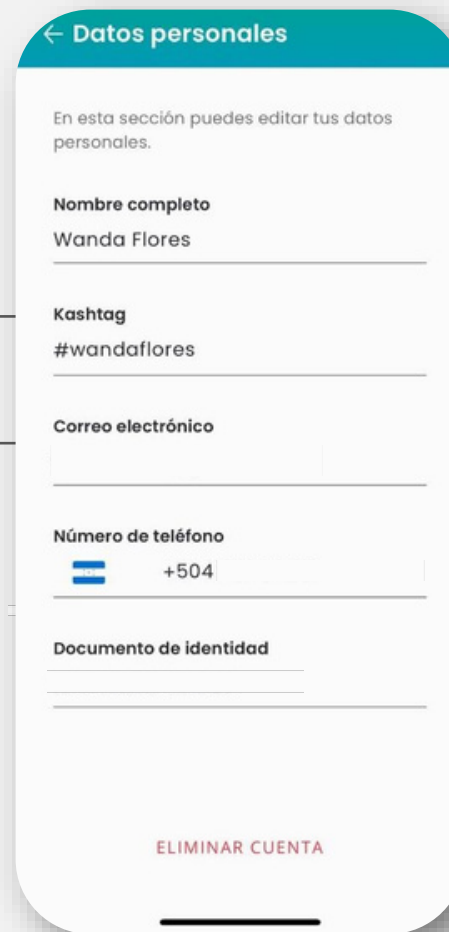 ← Datos personales
En esta sección puedes editar tus datos
personales.
Nombre completo
Wanda Flores
Kashtag
#wandaflores
Correo electrónico
Número de teléfono
+504
Documento de identidad
ELIMINAR CUENTA